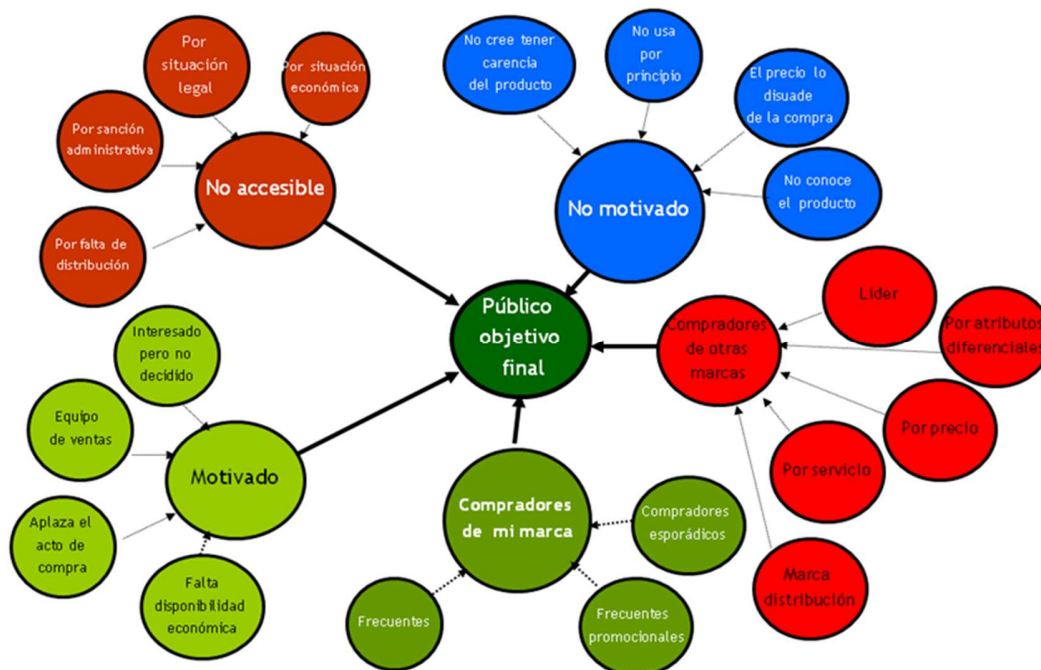 Por
situación
legal
Por situación
económica
Por sanción
administrativa
Por falta de
distribución
No accesible
No cree tener
carencia
del producto
No usa
por
principio
El precio lo
disuade
de la compra
No conoce
el producto
No motivado
Público
objetivo
final
Líder
Por atributos
diferenciales
Compradores
de otras
marcas
Por precio
Por servicio
Marca
distribución
Interesado
pero no
decidido
Equipo
de ventas
Motivado
Aplaza el
acto de
compra
Falta
disponibilidad
económica
Compradores
de mi marca
Compradores
esporádicos
Frecuentes
Frecuentes
promocionales